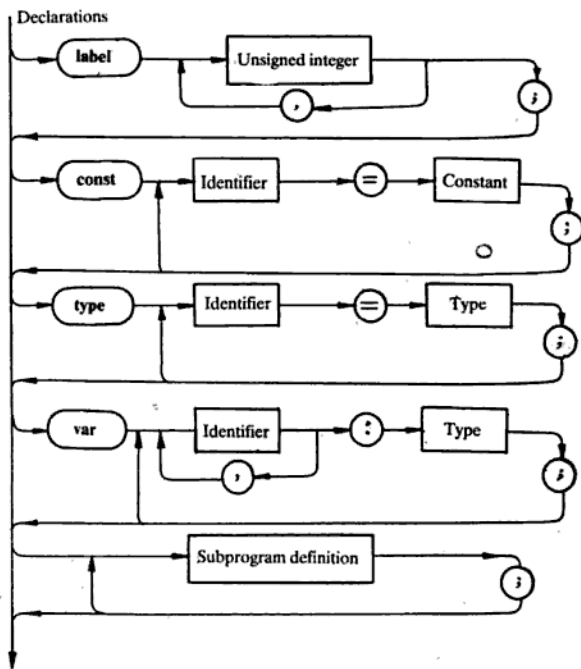 Declarations
label
Unsigned integer
,
;
const
Identifier
=
Constant
;
type
Identifier
=
Type
;
var
Identifier
:
Type
,
;
Subprogram definition
;